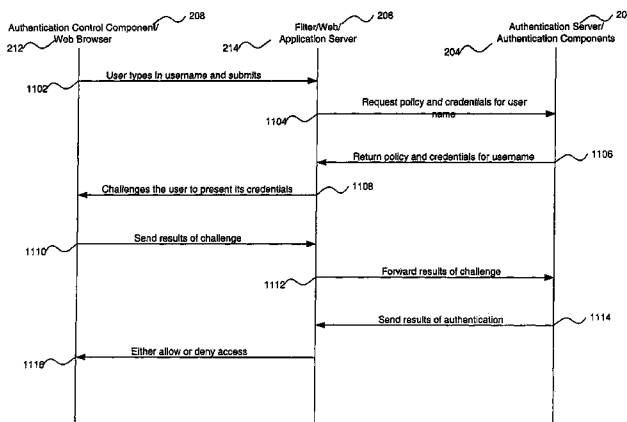 208
Authentication Control Component/
Web Browser
212
206
Filter/Web/
Application Server
214
20
Authentication Server/
Authentication Components
204
User types in username and submits
1102
Request policy and credentials for user
name
1104
Return policy and credentials for username
1106
Challenges the user to present its credentials
1108
Send results of challenge
1110
Forward results of challenge
1112
Send results of authentication
1114
Either allow or deny access
1116